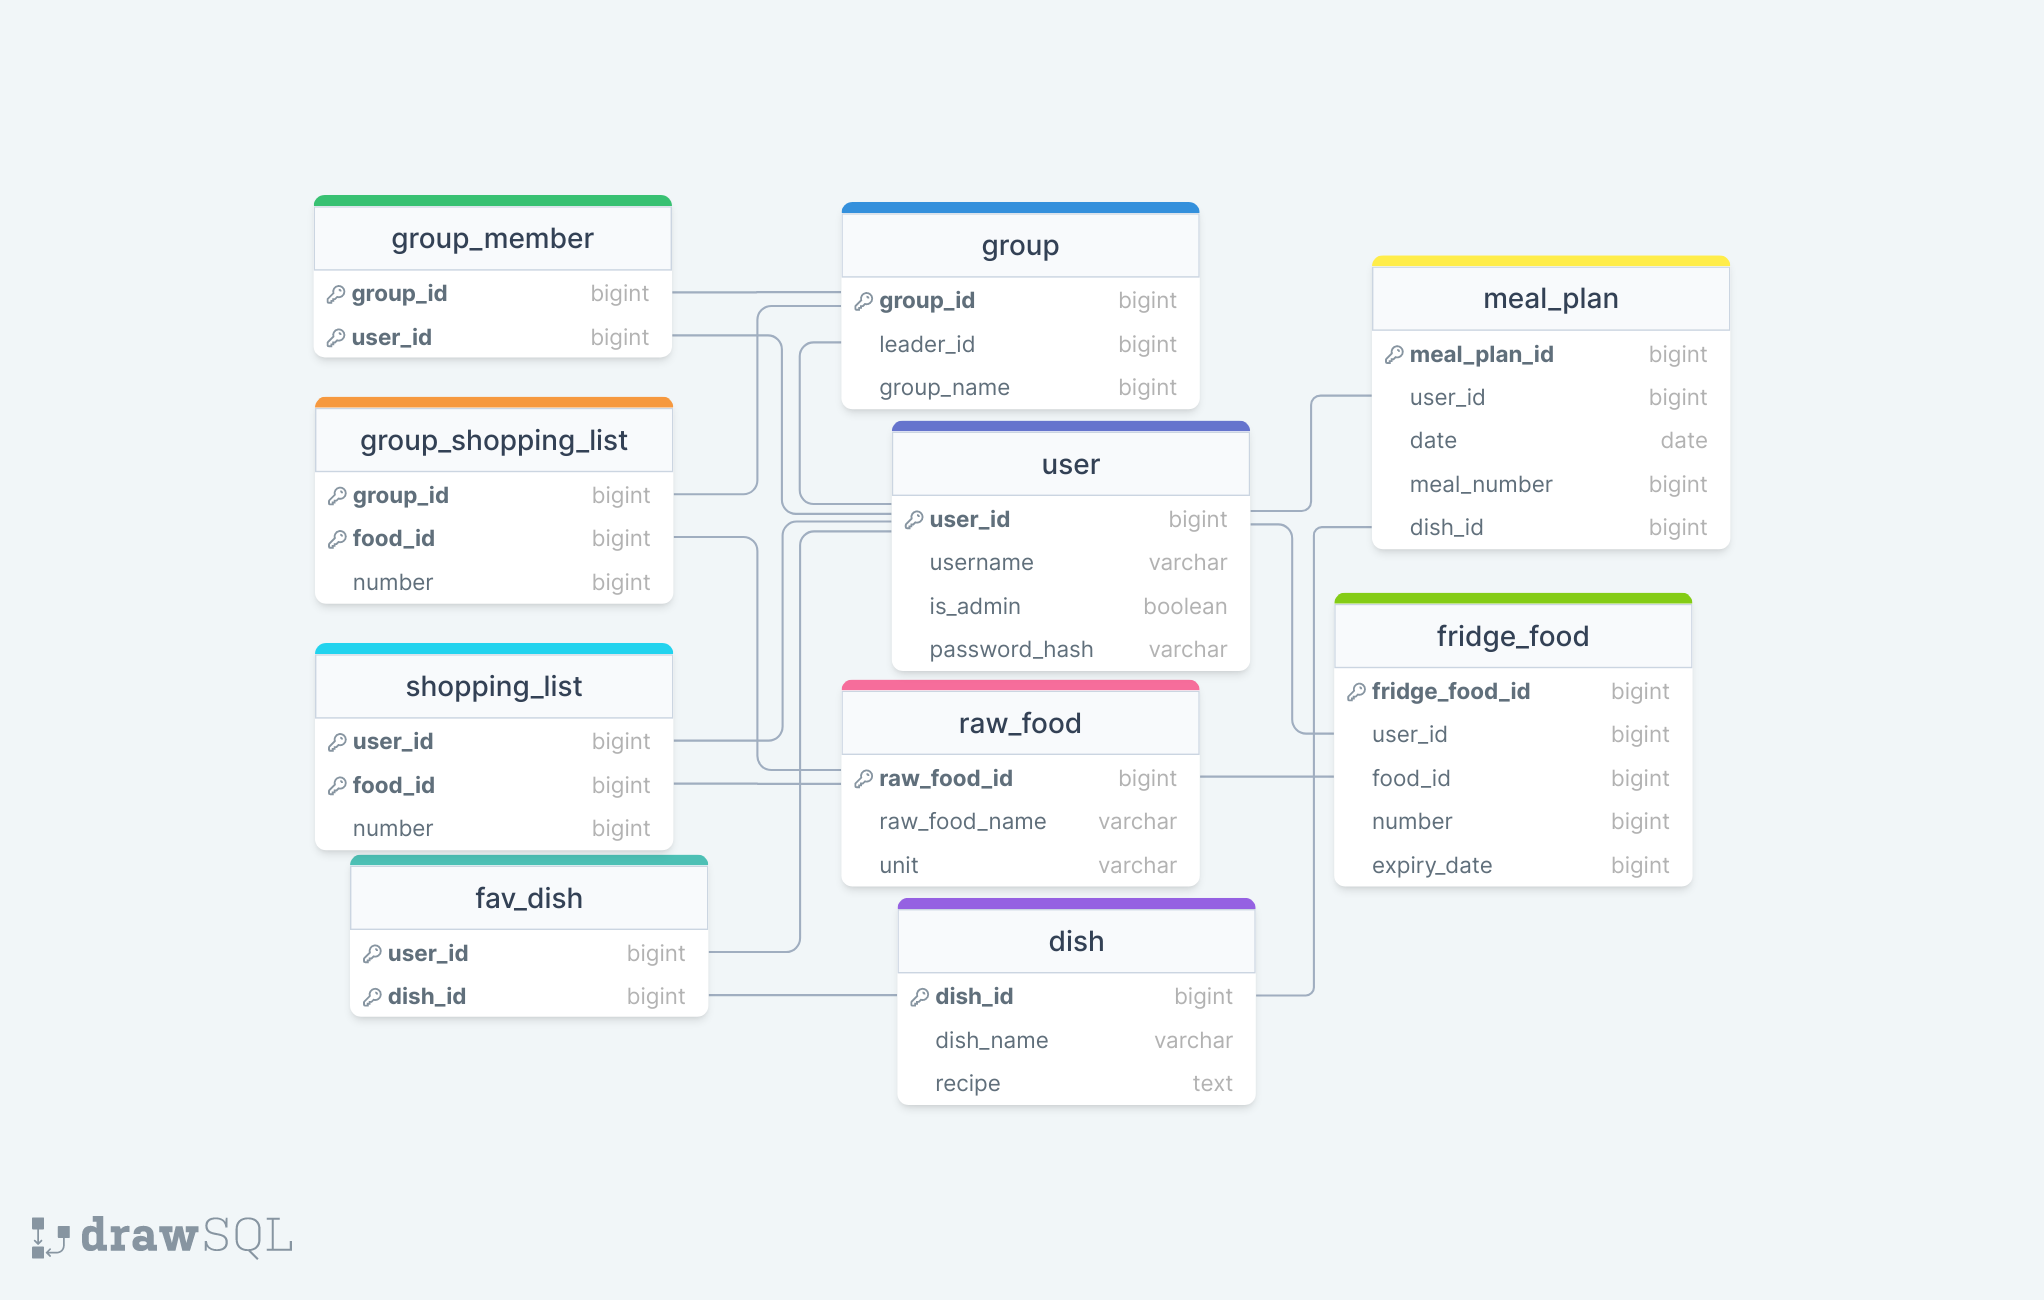 group_member
group_id bigint
user_id bigint
group_shopping_list
group_id bigint
food_id bigint
number bigint
shopping_list
user_id bigint
food_id bigint
number bigint
fav_dish
user_id bigint
dish_id bigint
group
group_id bigint
leader_id bigint
group_name bigint
user
user_id bigint
username varchar
is_admin boolean
password_hash varchar
raw_food
raw_food_id bigint
raw_food_name varchar
unit varchar
dish
dish_id bigint
dish_name varchar
recipe text
meal_plan
meal_plan_id bigint
user_id bigint
date date
meal_number bigint
dish_id bigint
fridge_food
fridge_food_id bigint
user_id bigint
food_id bigint
number bigint
expiry_date bigint
drawSQL